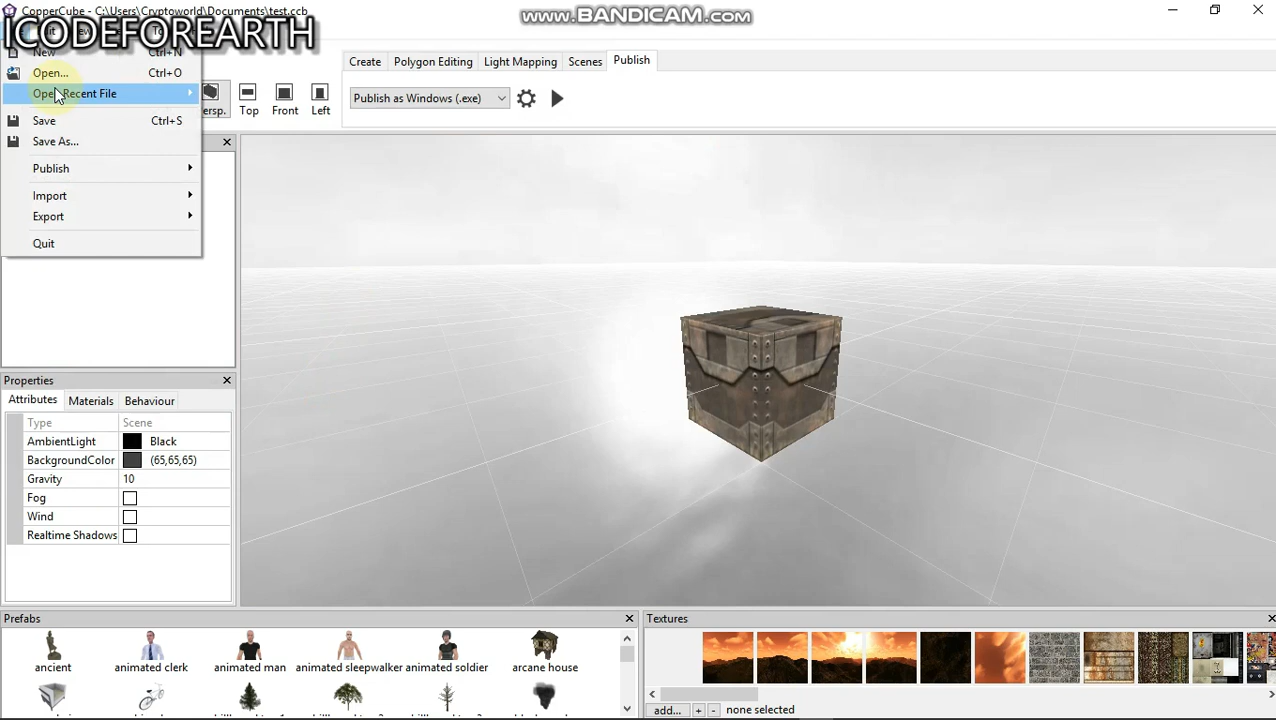 CopperCube - C:\Users\Cryptoworld\Documents\test.ccb
www.BANDICAM.com
ICODEFOREARTH
New Ctrl+N
Open... Ctrl+O
Open Recent File
Save Ctrl+S
Save As...
Publish
Import
Export
Quit
Create Polygon Editing Light Mapping Scenes Publish
Publish as Windows (.exe)
Top Front Left
Properties
Attributes Materials Behaviour
Type Scene
AmbientLight Black
BackgroundColor (65,65,65)
Gravity 10
Fog
Wind
Realtime Shadows
Prefabs
ancient animated clerk animated man animated sleepwalker animated soldier arcane house
Textures
add... + - none selected